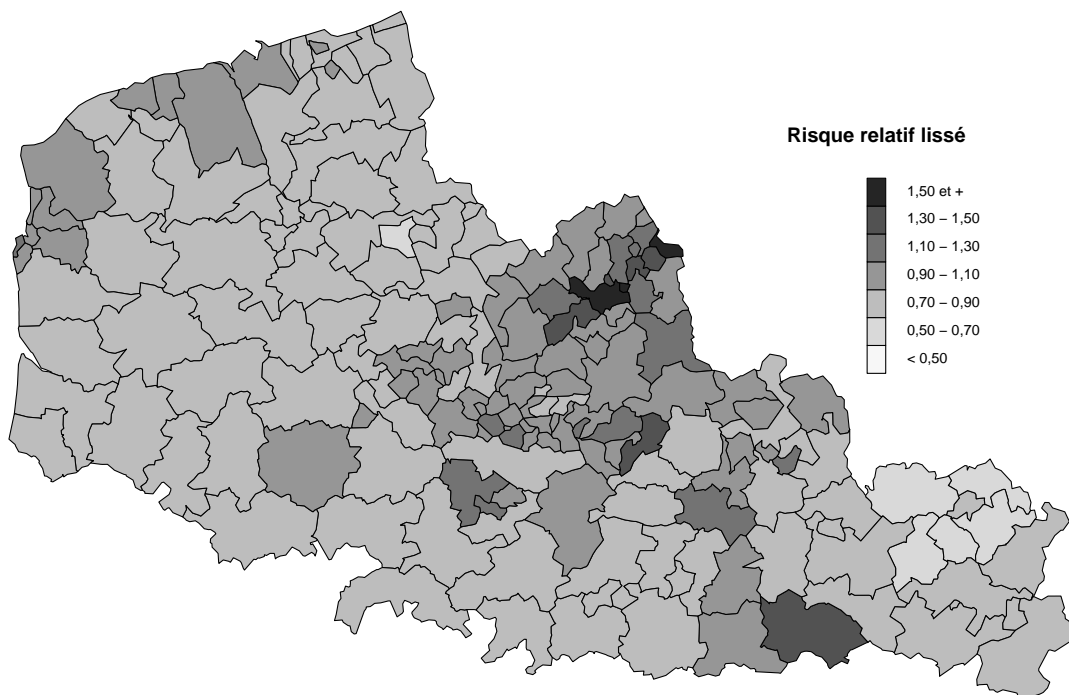 Risque relatif lissé
1,50 et +
1,30 – 1,50
1,10 – 1,30
0,90 – 1,10
0,70 – 0,90
0,50 – 0,70
< 0,50